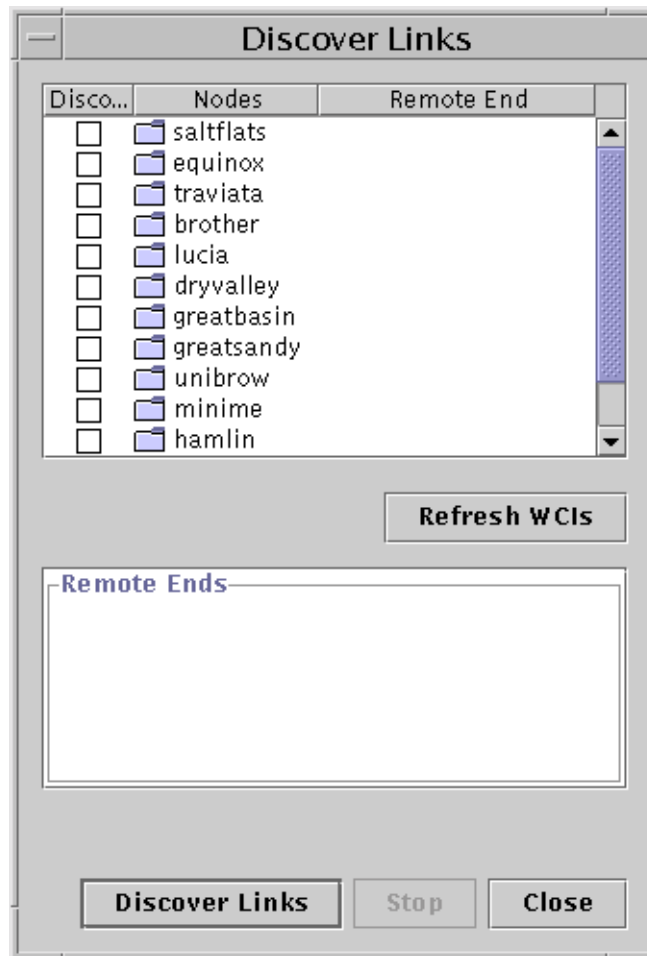 Discover Links
Disco... Nodes Remote End
saltflats
equinox
traviata
brother
lucia
dryvalley
greatbasin
greatsandy
unibrow
minime
hamlin
Refresh WCIs
Remote Ends
Discover Links Stop Close